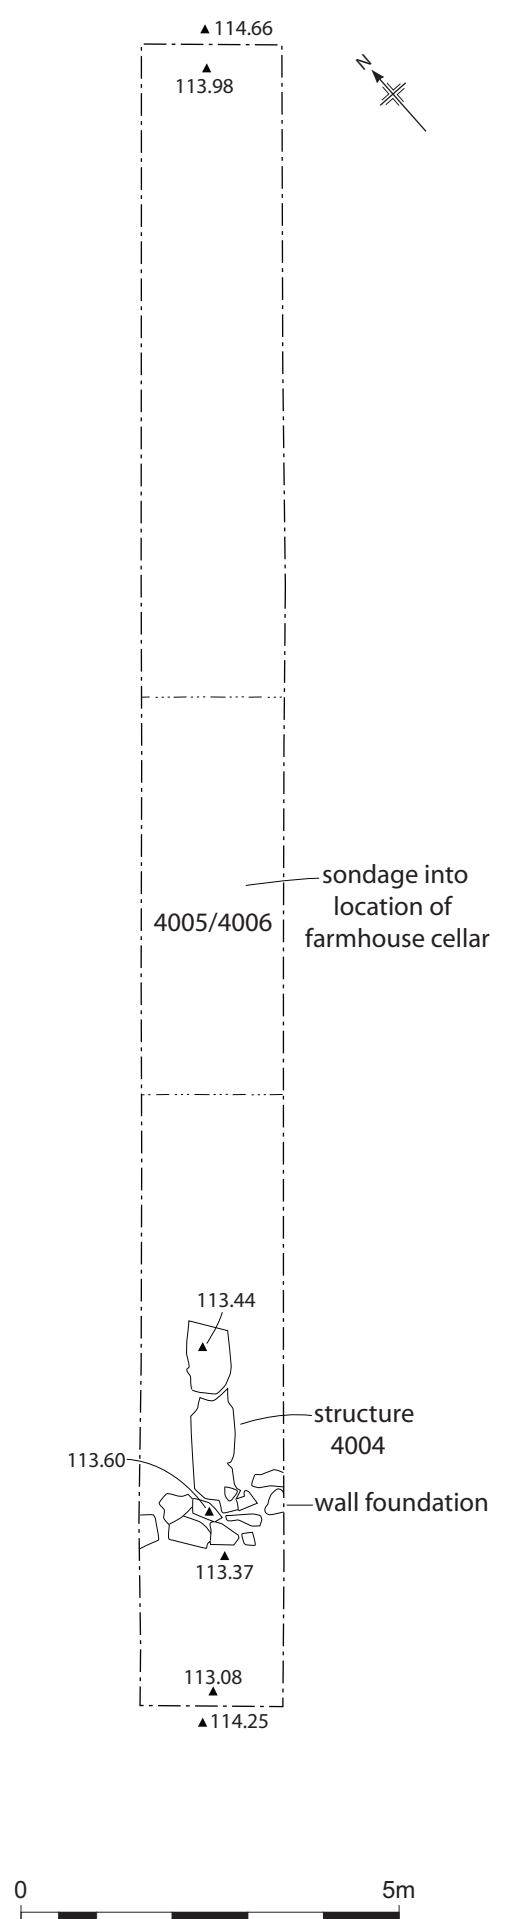 114.66
113.98
N
sondage into
location of
farmhouse cellar
4005/4006
113.44
structure
4004
113.60
wall foundation
113.37
113.08
114.25
0 5m